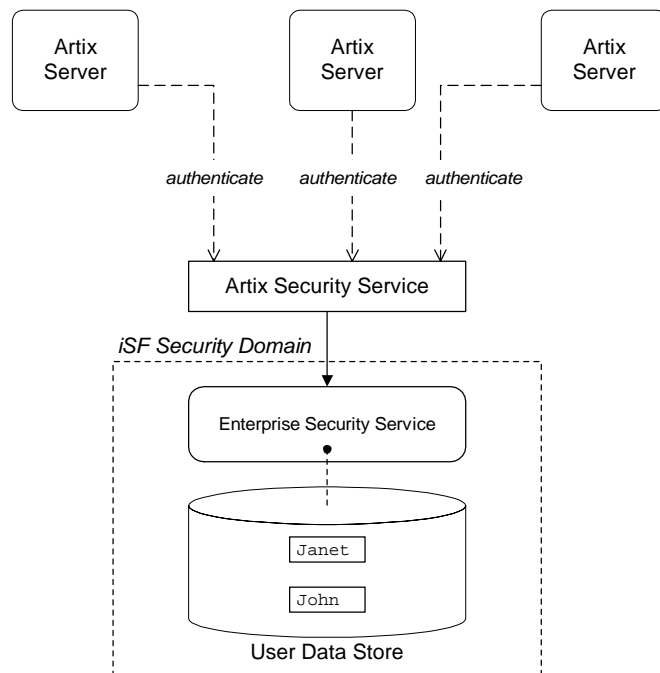 Artix
Server
Artix
Server
Artix
Server
authenticate
authenticate
authenticate
Artix Security Service
iSF Security Domain
Enterprise Security Service
Janet
John
User Data Store